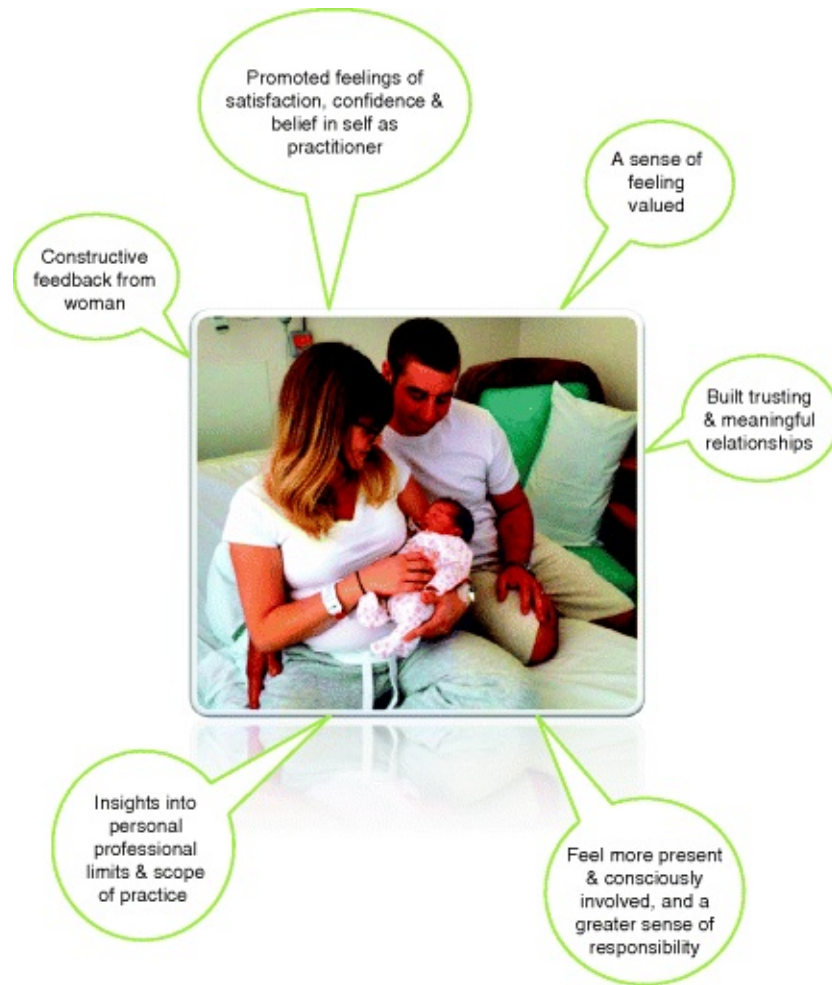 Promoted feelings of
satisfaction, confidence &
belief in self as
practitioner
A sense of
feeling
valued
Constructive
feedback from
woman
Built trusting
& meaningful
relationships
Insights into
personal
professional
limits & scope
of practice
Feel more present
& consciously
involved, and a
greater sense of
responsibility